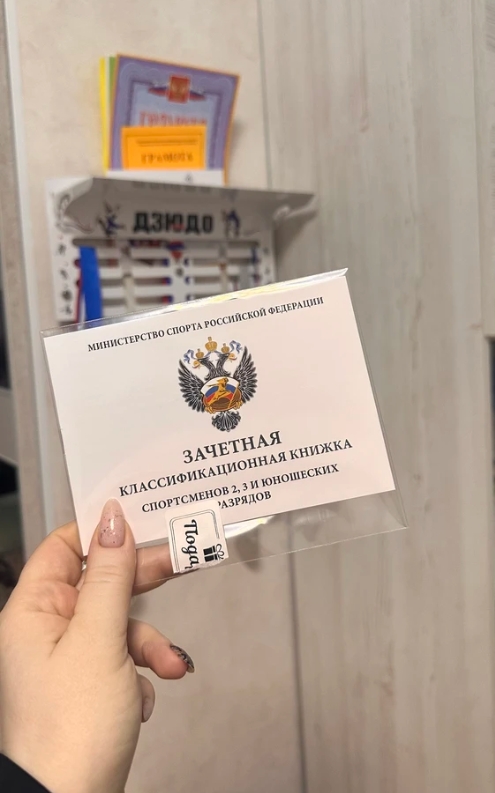 ГРАМОТА
ДЗЮДО
МИНИСТЕРСТВО СПОРТА РОССИЙСКОЙ ФЕДЕРАЦИИ
ЗАЧЕТНАЯ
КЛАССИФИКАЦИОННАЯ КНИЖКА
СПОРТСМЕНОВ 2, 3 И ЮНОШЕСКИХ
РАЗРЯДОВ